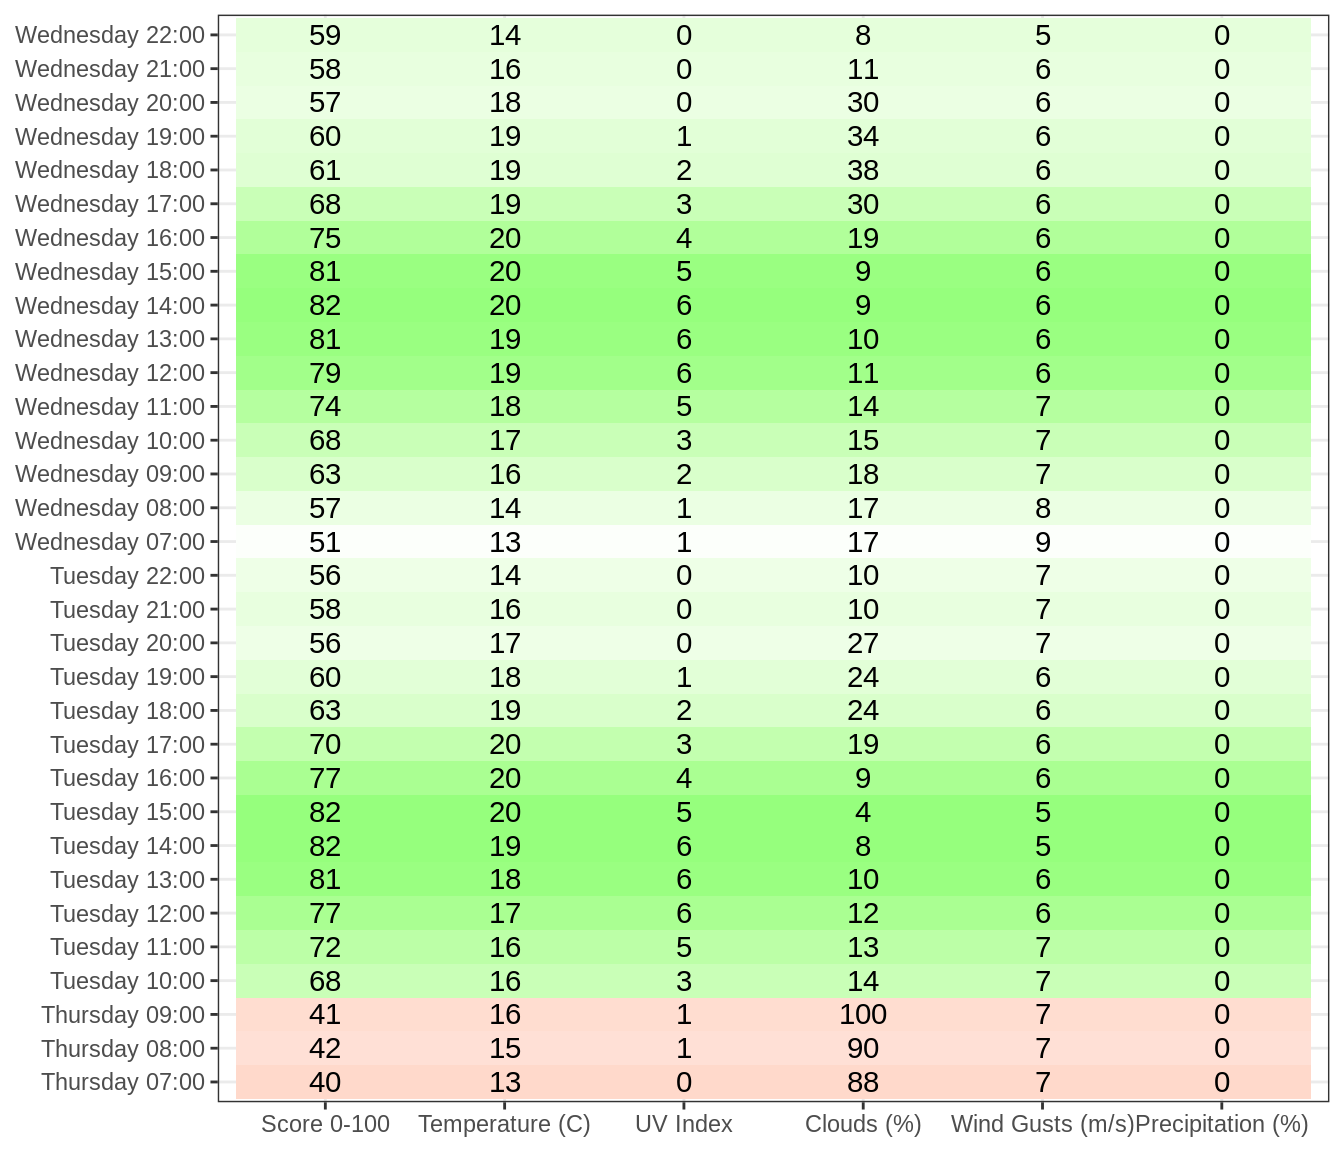 Wednesday 22:00 59 14 0 8 5 0
Wednesday 21:00 58 16 0 11 6 0
Wednesday 20:00 57 18 0 30 6 0
Wednesday 19:00 60 19 1 34 6 0
Wednesday 18:00 61 19 2 38 6 0
Wednesday 17:00 68 19 3 30 6 0
Wednesday 16:00 75 20 4 19 6 0
Wednesday 15:00 81 20 5 9 6 0
Wednesday 14:00 82 20 6 9 6 0
Wednesday 13:00 81 19 6 10 6 0
Wednesday 12:00 79 19 6 11 6 0
Wednesday 11:00 74 18 5 14 7 0
Wednesday 10:00 68 17 3 15 7 0
Wednesday 09:00 63 16 2 18 7 0
Wednesday 08:00 57 14 1 17 8 0
Wednesday 07:00 51 13 1 17 9 0
Tuesday 22:00 56 14 0 10 7 0
Tuesday 21:00 58 16 0 10 7 0
Tuesday 20:00 56 17 0 27 7 0
Tuesday 19:00 60 18 1 24 6 0
Tuesday 18:00 63 19 2 24 6 0
Tuesday 17:00 70 20 3 19 6 0
Tuesday 16:00 77 20 4 9 6 0
Tuesday 15:00 82 20 5 4 5 0
Tuesday 14:00 82 19 6 8 5 0
Tuesday 13:00 81 18 6 10 6 0
Tuesday 12:00 77 17 6 12 6 0
Tuesday 11:00 72 16 5 13 7 0
Tuesday 10:00 68 16 3 14 7 0
Thursday 09:00 41 16 1 100 7 0
Thursday 08:00 42 15 1 90 7 0
Thursday 07:00 40 13 0 88 7 0
Score 0-100 Temperature (C) UV Index Clouds (%) Wind Gusts (m/s) Precipitation (%)